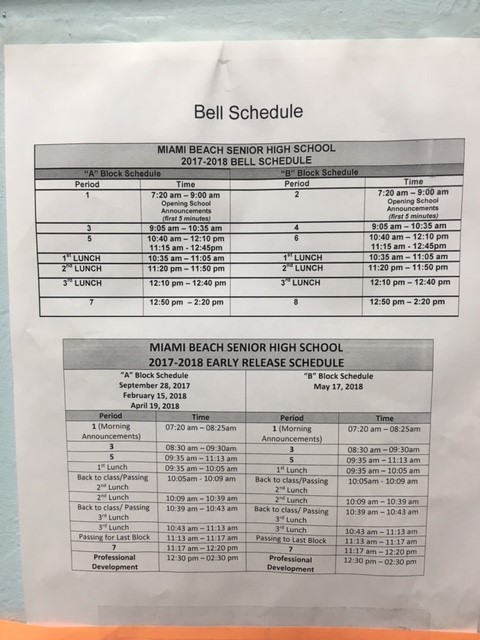 Bell Schedule
MIAMI BEACH SENIOR HIGH SCHOOL
2017-2018 BELL SCHEDULE
"A" Block Schedule "B" Block Schedule
Period Time Period Time
1 7:20 am – 9:00 am 2 7:20 am – 9:00 am
Opening School Opening School
Announcements Announcements
(first 5 minutes) (first 5 minutes)
3 9:05 am – 10:35 am 4 9:05 am – 10:35 am
5 10:40 am – 12:10 pm 6 10:40 am – 12:10 pm
11:15 am - 12:45pm 11:15 am - 12:45pm
1ST LUNCH 10:35 am – 11:05 am 1ST LUNCH 10:35 am – 11:05 am
2nd LUNCH 11:20 pm – 11:50 pm 2nd LUNCH 11:20 pm – 11:50 pm
3rd LUNCH 12:10 pm – 12:40 pm 3rd LUNCH 12:10 pm – 12:40 pm
7 12:50 pm – 2:20 pm 8 12:50 pm – 2:20 pm
MIAMI BEACH SENIOR HIGH SCHOOL
2017-2018 EARLY RELEASE SCHEDULE
"A" Block Schedule "B" Block Schedule
September 28, 2017 May 17, 2018
February 15, 2018
April 19, 2018
Period Time Period Time
1 (Morning 07:20 am – 08:25am 1 (Morning 07:20 am – 08:25am
Announcements) Announcements)
3 08:30 am – 09:30am 3 08:30 am – 09:30am
5 09:35 am – 11:13 am 5 09:35 am – 11:13 am
1st Lunch 09:35 am – 10:05 am 1st Lunch 09:35 am – 10:05 am
Back to class/Passing 10:05am - 10:09 am Back to class/Passing 10:05am - 10:09 am
2nd Lunch 2nd Lunch
2nd Lunch 10:09 am – 10:39 am 2nd Lunch 10:09 am – 10:39 am
Back to class/ Passing 10:39 am – 10:43 am Back to class/ Passing 10:39 am – 10:43 am
3rd Lunch 3rd Lunch
3rd Lunch 10:43 am – 11:13 am 3rd Lunch 10:43 am – 11:13 am
Passing for Last Block 11:13 am – 11:17 am Passing to Last Block 11:13 am – 11:17 am
7 11:17 am – 12:20 pm 7 11:17 am – 12:20 pm
Professional 12:30 pm – 02:30 pm Professional 12:30 pm – 02:30 pm
Development Development